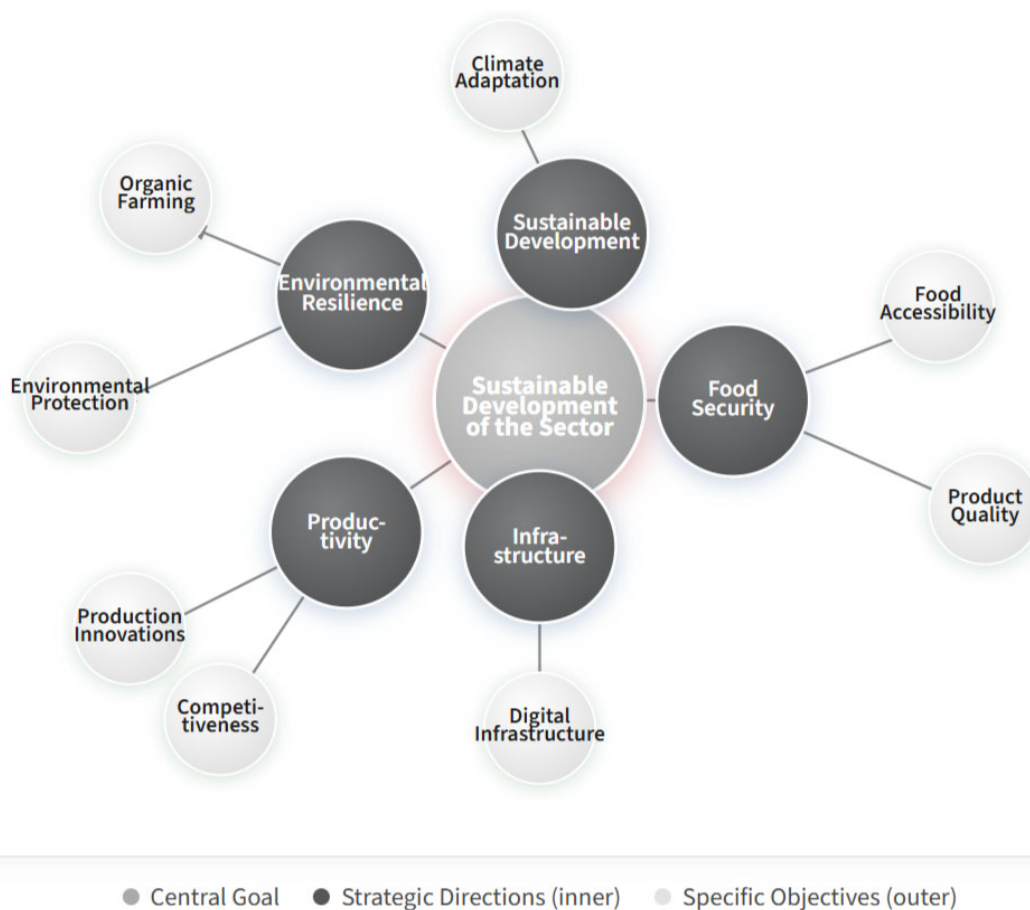 Climate
Adaptation
Organic
Farming
Sustainable
Development
Environmental
Resilience
Food
Accessibility
Environmental
Protection
Sustainable
Development
of the Sector
Food
Security
Product
Quality
Produc-
tivity
Infra-
structure
Production
Innovations
Competi-
tiveness
Digital
Infrastructure
Central Goal
Strategic Directions (inner)
Specific Objectives (outer)